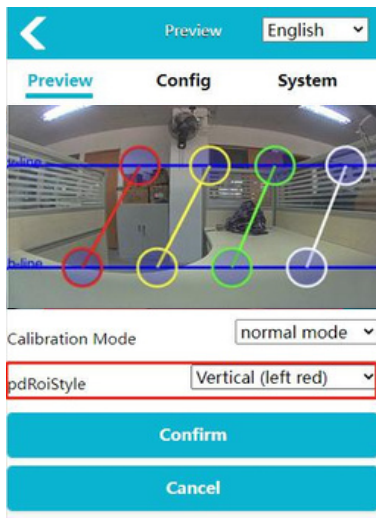 Preview English
Preview Config System
b-line
Calibration Mode normal mode
pdRoiStyle Vertical (left red)
Confirm
Cancel